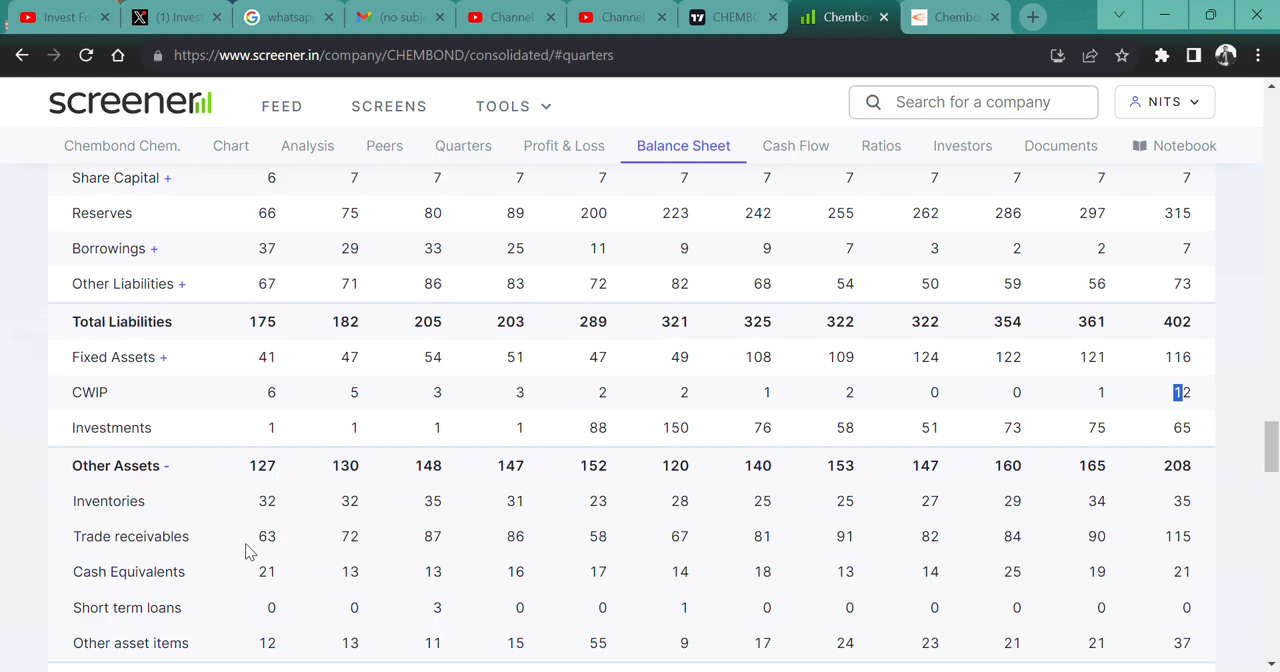 Invest Fo
(1) Inves
whatsap
(no subj
Channel
Channel
CHEMBO
Chembo
Chembo
https://www.screener.in/company/CHEMBOND/consolidated/#quarters
screener
FEED SCREENS TOOLS
Search for a company
NITS
Chembond Chem. Chart Analysis Peers Quarters Profit & Loss Balance Sheet Cash Flow Ratios Investors Documents Notebook
Share Capital + 6 7 7 7 7 7 7 7 7 7 7 7
Reserves 66 75 80 89 200 223 242 255 262 286 297 315
Borrowings + 37 29 33 25 11 9 9 7 3 2 2 7
Other Liabilities + 67 71 86 83 72 82 68 54 50 59 56 73
Total Liabilities 175 182 205 203 289 321 325 322 322 354 361 402
Fixed Assets + 41 47 54 51 47 49 108 109 124 122 121 116
CWIP 6 5 3 3 2 2 1 2 0 0 1 12
Investments 1 1 1 1 88 150 76 58 51 73 75 65
Other Assets - 127 130 148 147 152 120 140 153 147 160 165 208
Inventories 32 32 35 31 23 28 25 25 27 29 34 35
Trade receivables 63 72 87 86 58 67 81 91 82 84 90 115
Cash Equivalents 21 13 13 16 17 14 18 13 14 25 19 21
Short term loans 0 0 3 0 0 1 0 0 0 0 0 0
Other asset items 12 13 11 15 55 9 17 24 23 21 21 37